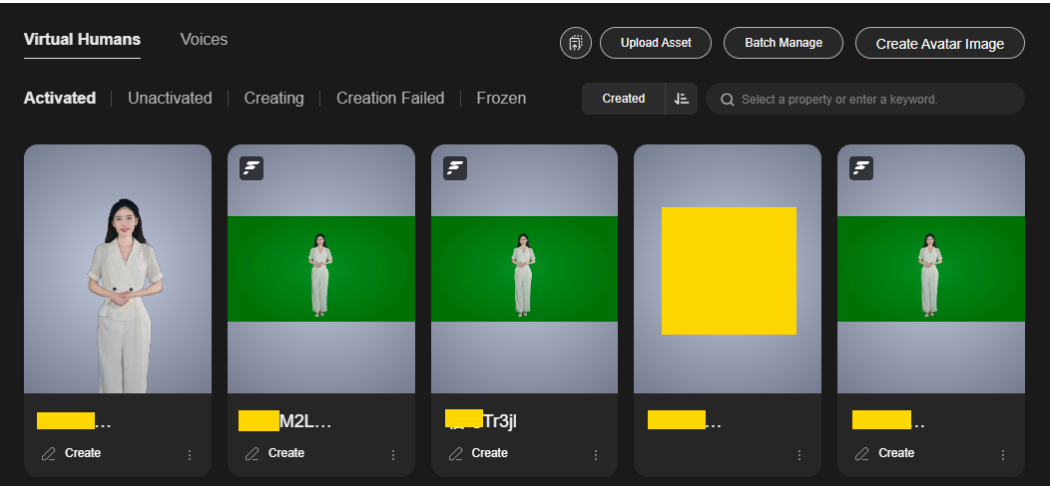 Virtual Humans Voices Upload Asset Batch Manage Create Avatar Image
Activated Unactivated Creating Creation Failed Frozen Created Select a property or enter a keyword.
... M2L... Tr3jl ... ...
Create Create Create Create